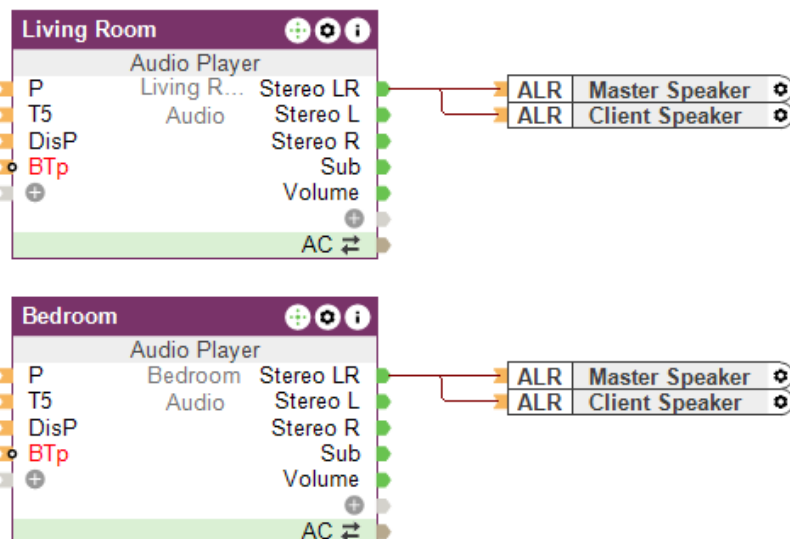 Living Room
Audio Player
P Living R... Stereo LR
T5 Audio Stereo L
DisP Stereo R
BTp Sub
Volume
AC
ALR Master Speaker
ALR Client Speaker
Bedroom
Audio Player
P Bedroom Stereo LR
T5 Audio Stereo L
DisP Stereo R
BTp Sub
Volume
AC
ALR Master Speaker
ALR Client Speaker